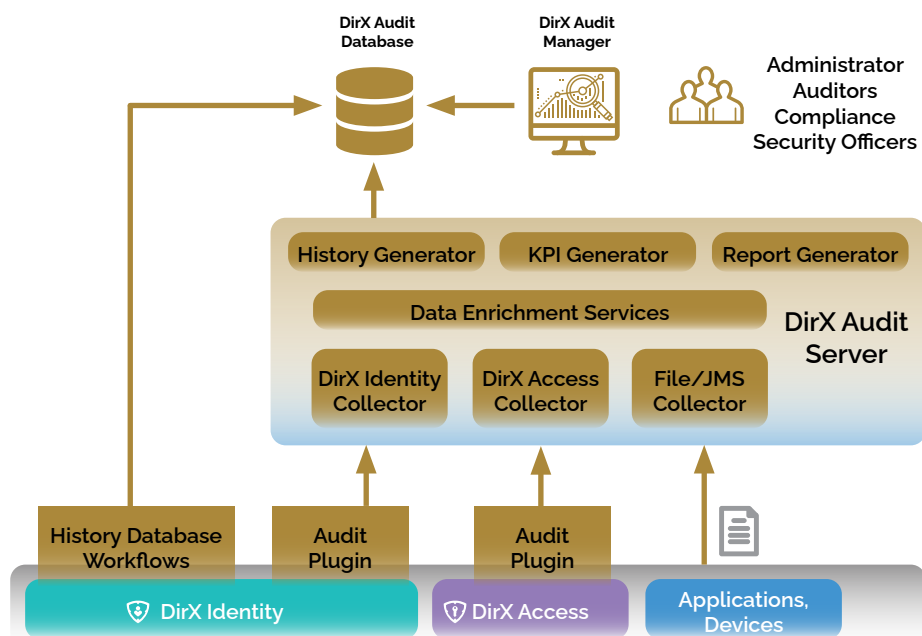 DirX Audit
Database
DirX Audit
Manager
Administrator
Auditors
Compliance
Security Officers
History Generator
KPI Generator
Report Generator
Data Enrichment Services
DirX Audit
Server
DirX Identity
Collector
DirX Access
Collector
File/JMS
Collector
History Database
Workflows
Audit
Plugin
Audit
Plugin
DirX Identity
DirX Access
Applications,
Devices